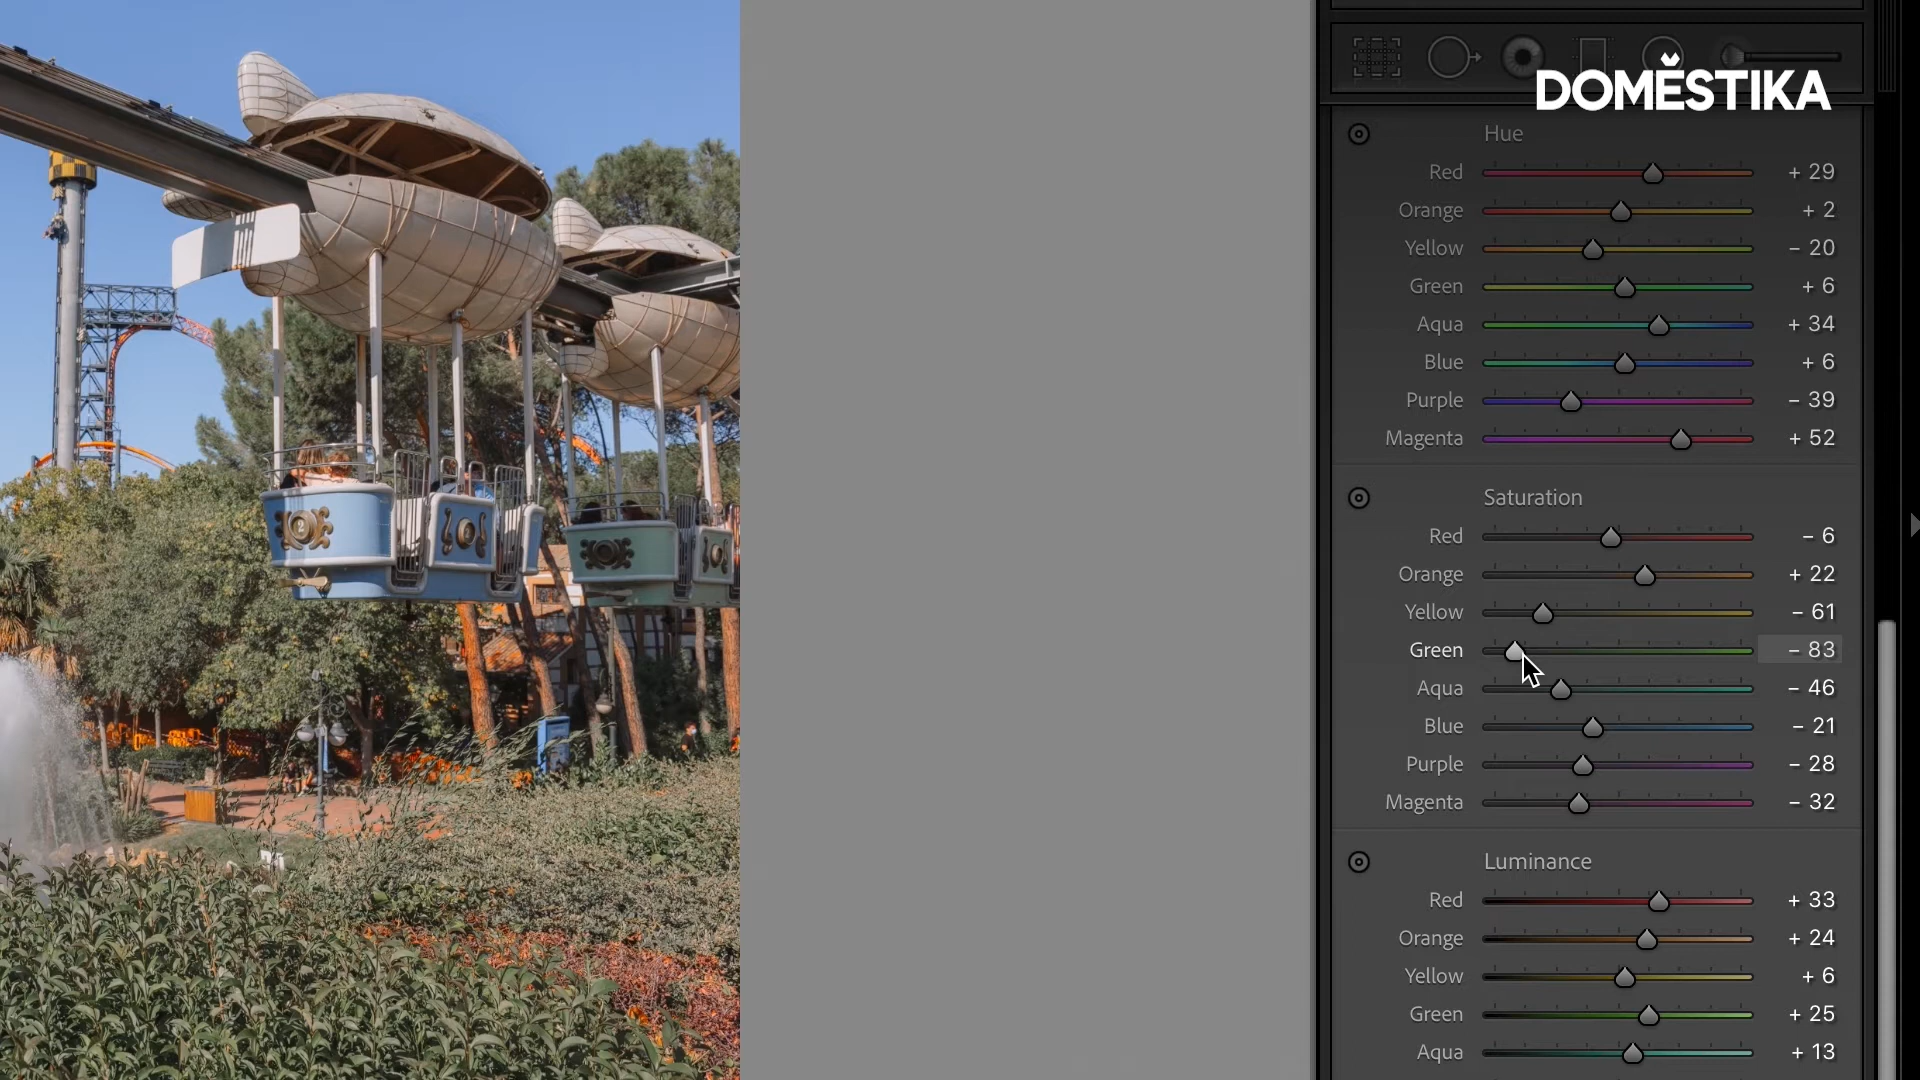 DOMESTIKA
Hue
Red + 29
Orange + 2
Yellow − 20
Green + 6
Aqua + 34
Blue + 6
Purple − 39
Magenta + 52
Saturation
Red − 6
Orange + 22
Yellow − 61
Green − 83
Aqua − 46
Blue − 21
Purple − 28
Magenta − 32
Luminance
Red + 33
Orange + 24
Yellow + 6
Green + 25
Aqua + 13